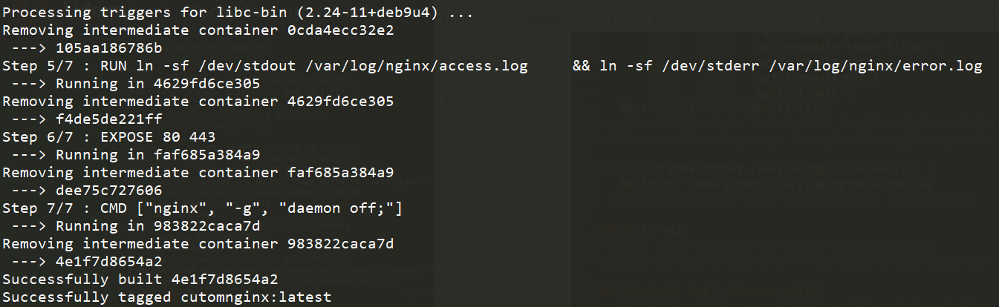 Processing triggers for libc-bin (2.24-11+deb9u4) ...
Removing intermediate container 0cda4ecc32e2
 ---> 105aa186786b
Step 5/7 : RUN ln -sf /dev/stdout /var/log/nginx/access.log     && ln -sf /dev/stderr /var/log/nginx/error.log
 ---> Running in 4629fd6ce305
Removing intermediate container 4629fd6ce305
 ---> f4de5de221ff
Step 6/7 : EXPOSE 80 443
 ---> Running in faf685a384a9
Removing intermediate container faf685a384a9
 ---> dee75c727606
Step 7/7 : CMD ["nginx", "-g", "daemon off;"]
 ---> Running in 983822caca7d
Removing intermediate container 983822caca7d
 ---> 4e1f7d8654a2
Successfully built 4e1f7d8654a2
Successfully tagged cutomnginx:latest